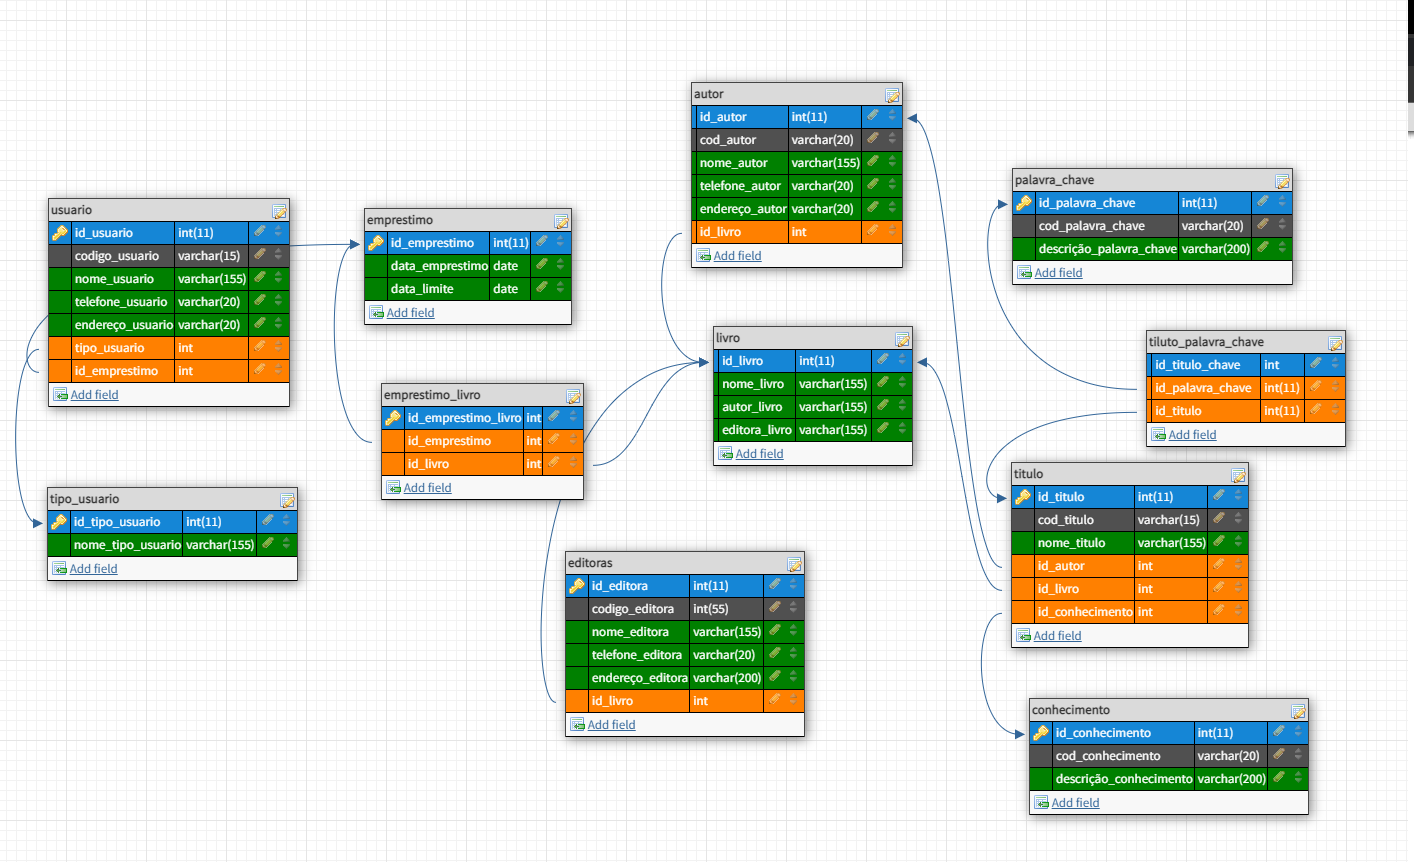 usuario
id_usuario int(11)
codigo_usuario varchar(15)
nome_usuario varchar(155)
telefone_usuario varchar(20)
endereço_usuario varchar(20)
tipo_usuario int
id_emprestimo int
Add field
tipo_usuario
id_tipo_usuario int(11)
nome_tipo_usuario varchar(155)
Add field
emprestimo
id_emprestimo int(11)
data_emprestimo date
data_limite date
Add field
emprestimo_livro
id_emprestimo_livro int
id_emprestimo int
id_livro int
Add field
autor
id_autor int(11)
cod_autor varchar(20)
nome_autor varchar(155)
telefone_autor varchar(20)
endereço_autor varchar(20)
id_livro int
Add field
livro
id_livro int(11)
nome_livro varchar(155)
autor_livro varchar(155)
editora_livro varchar(155)
Add field
editoras
id_editora int(11)
codigo_editora int(55)
nome_editora varchar(155)
telefone_editora varchar(20)
endereço_editora varchar(200)
id_livro int
Add field
palavra_chave
id_palavra_chave int(11)
cod_palavra_chave varchar(20)
descrição_palavra_chave varchar(200)
Add field
tiluto_palavra_chave
id_titulo_chave int
id_palavra_chave int(11)
id_titulo int(11)
Add field
titulo
id_titulo int(11)
cod_titulo varchar(15)
nome_titulo varchar(155)
id_autor int
id_livro int
id_conhecimento int
Add field
conhecimento
id_conhecimento int(11)
cod_conhecimento varchar(20)
descrição_conhecimento varchar(200)
Add field